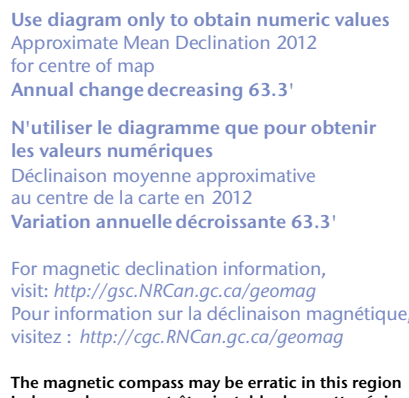 Use diagram only to obtain numeric values
Approximate Mean Declination 2012
for centre of map
Annual change decreasing 63.3'
N'utiliser le diagramme que pour obtenir
les valeurs numériques
Déclinaison moyenne approximative
au centre de la carte en 2012
Variation annuelle décroissante 63.3'
For magnetic declination information,
visit: http://gsc.NRCan.gc.ca/geomag
Pour information sur la déclinaison magnétique,
visitez : http://cgc.RNCan.gc.ca/geomag
The magnetic compass may be erratic in this region